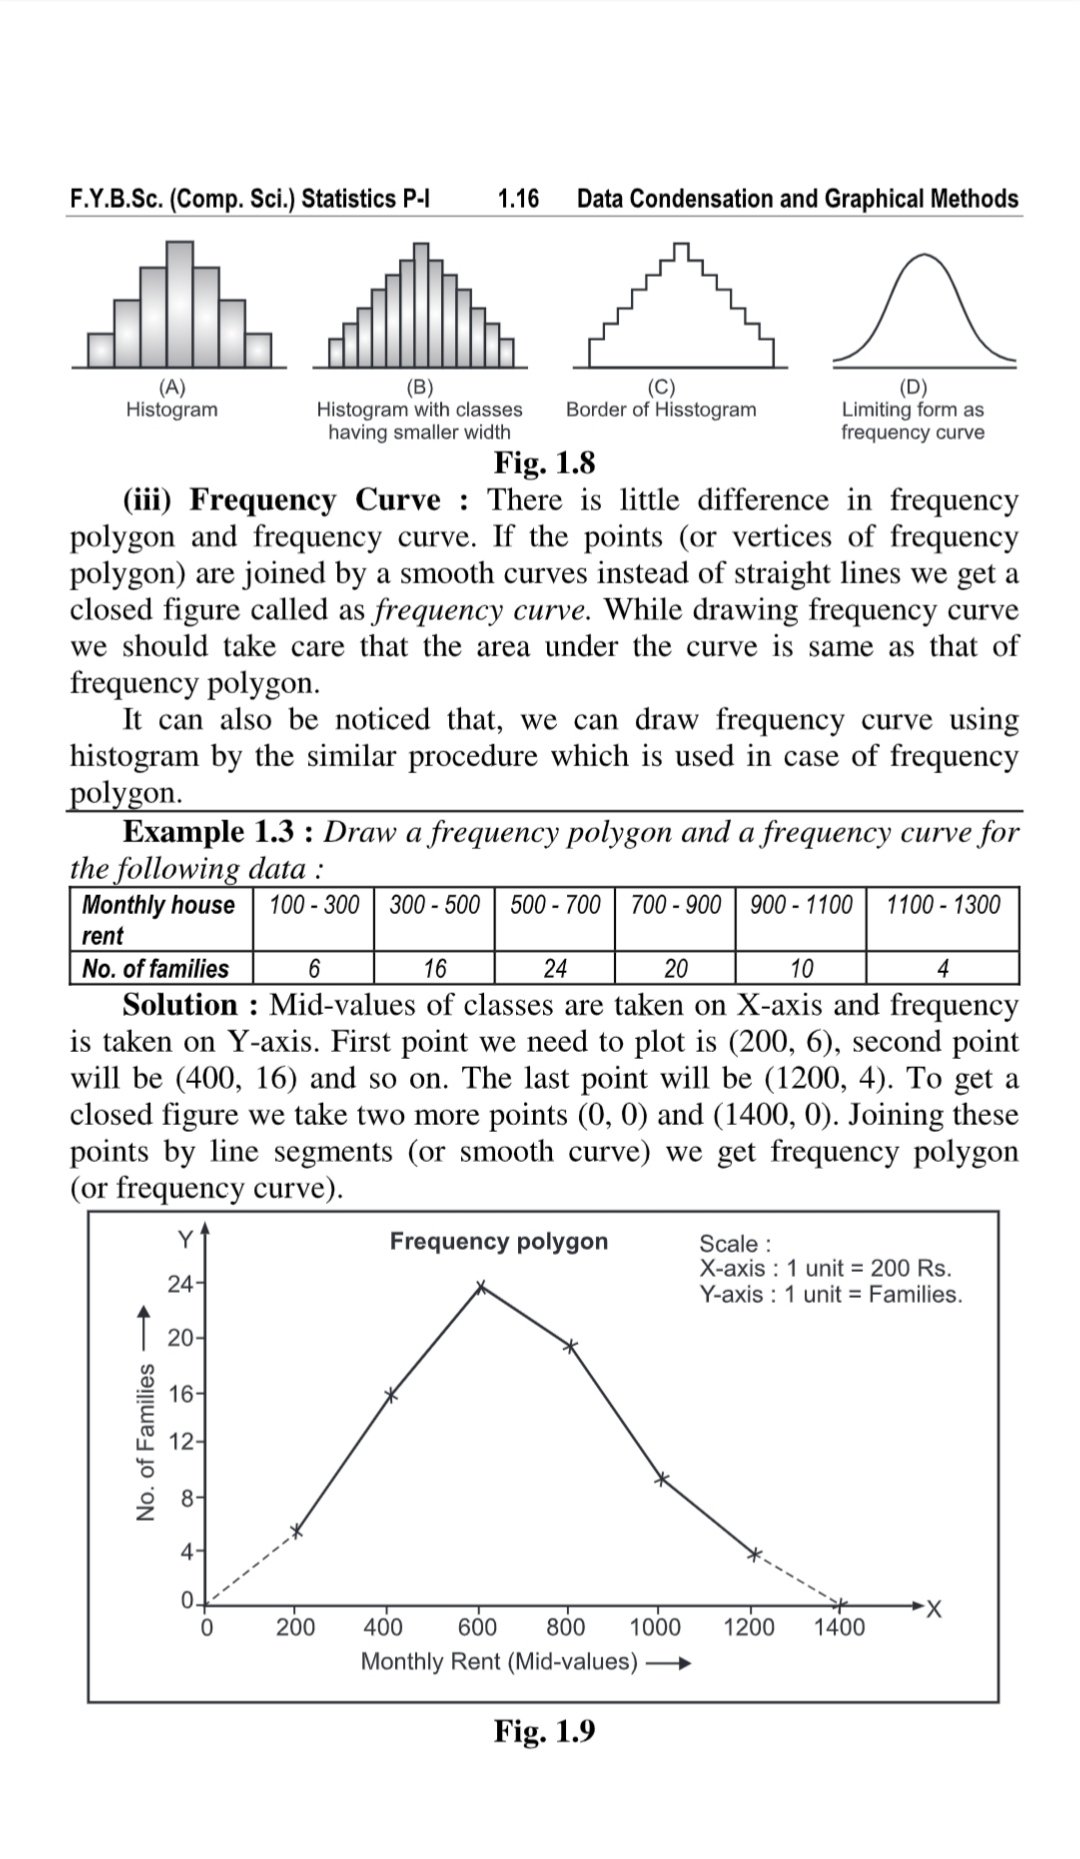 F.Y.B.Sc. (Comp. Sci.) Statistics P-I 1.16 Data Condensation and Graphical Methods
(A)
Histogram
(B)
Histogram with classes
having smaller width
(C)
Border of Hisstogram
(D)
Limiting form as
frequency curve
Fig. 1.8
(iii) Frequency Curve : There is little difference in frequency
polygon and frequency curve. If the points (or vertices of frequency
polygon) are joined by a smooth curves instead of straight lines we get a
closed figure called as frequency curve. While drawing frequency curve
we should take care that the area under the curve is same as that of
frequency polygon.
It can also be noticed that, we can draw frequency curve using
histogram by the similar procedure which is used in case of frequency
polygon.
Example 1.3 : Draw a frequency polygon and a frequency curve for
the following data :
Monthly house rent 100 - 300 300 - 500 500 - 700 700 - 900 900 - 1100 1100 - 1300
No. of families 6 16 24 20 10 4
Solution : Mid-values of classes are taken on X-axis and frequency
is taken on Y-axis. First point we need to plot is (200, 6), second point
will be (400, 16) and so on. The last point will be (1200, 4). To get a
closed figure we take two more points (0, 0) and (1400, 0). Joining these
points by line segments (or smooth curve) we get frequency polygon
(or frequency curve).
Y
Frequency polygon
Scale :
X-axis : 1 unit = 200 Rs.
Y-axis : 1 unit = Families.
24
20
16
12
8
4
0
No. of Families
X
0 200 400 600 800 1000 1200 1400
Monthly Rent (Mid-values)
Fig. 1.9